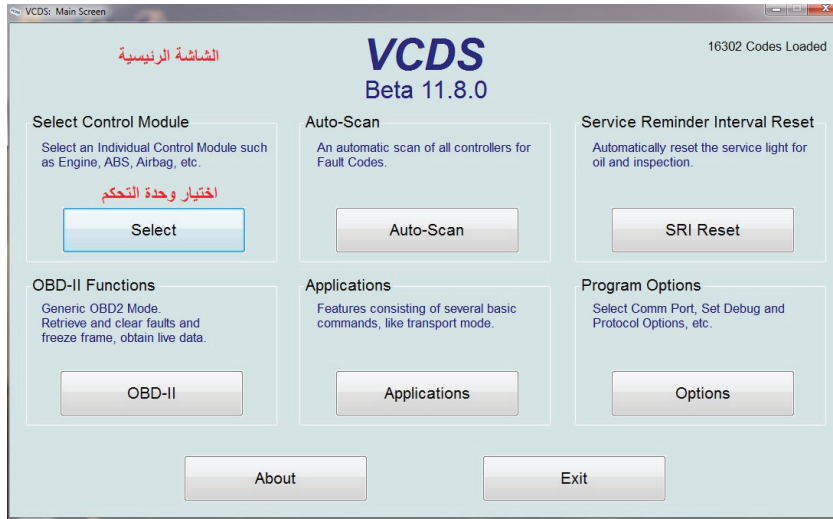 VCDS: Main Screen
الشاشة الرئيسية
VCDS
Beta 11.8.0
16302 Codes Loaded
Select Control Module
Select an Individual Control Module such
as Engine, ABS, Airbag, etc.
اختيار وحدة التحكم
Select
Auto-Scan
An automatic scan of all controllers for
Fault Codes.
Auto-Scan
Service Reminder Interval Reset
Automatically reset the service light for
oil and inspection.
SRI Reset
OBD-II Functions
Generic OBD2 Mode.
Retrieve and clear faults and
freeze frame, obtain live data.
OBD-II
Applications
Features consisting of several basic
commands, like transport mode.
Applications
Program Options
Select Comm Port, Set Debug and
Protocol Options, etc.
Options
About
Exit